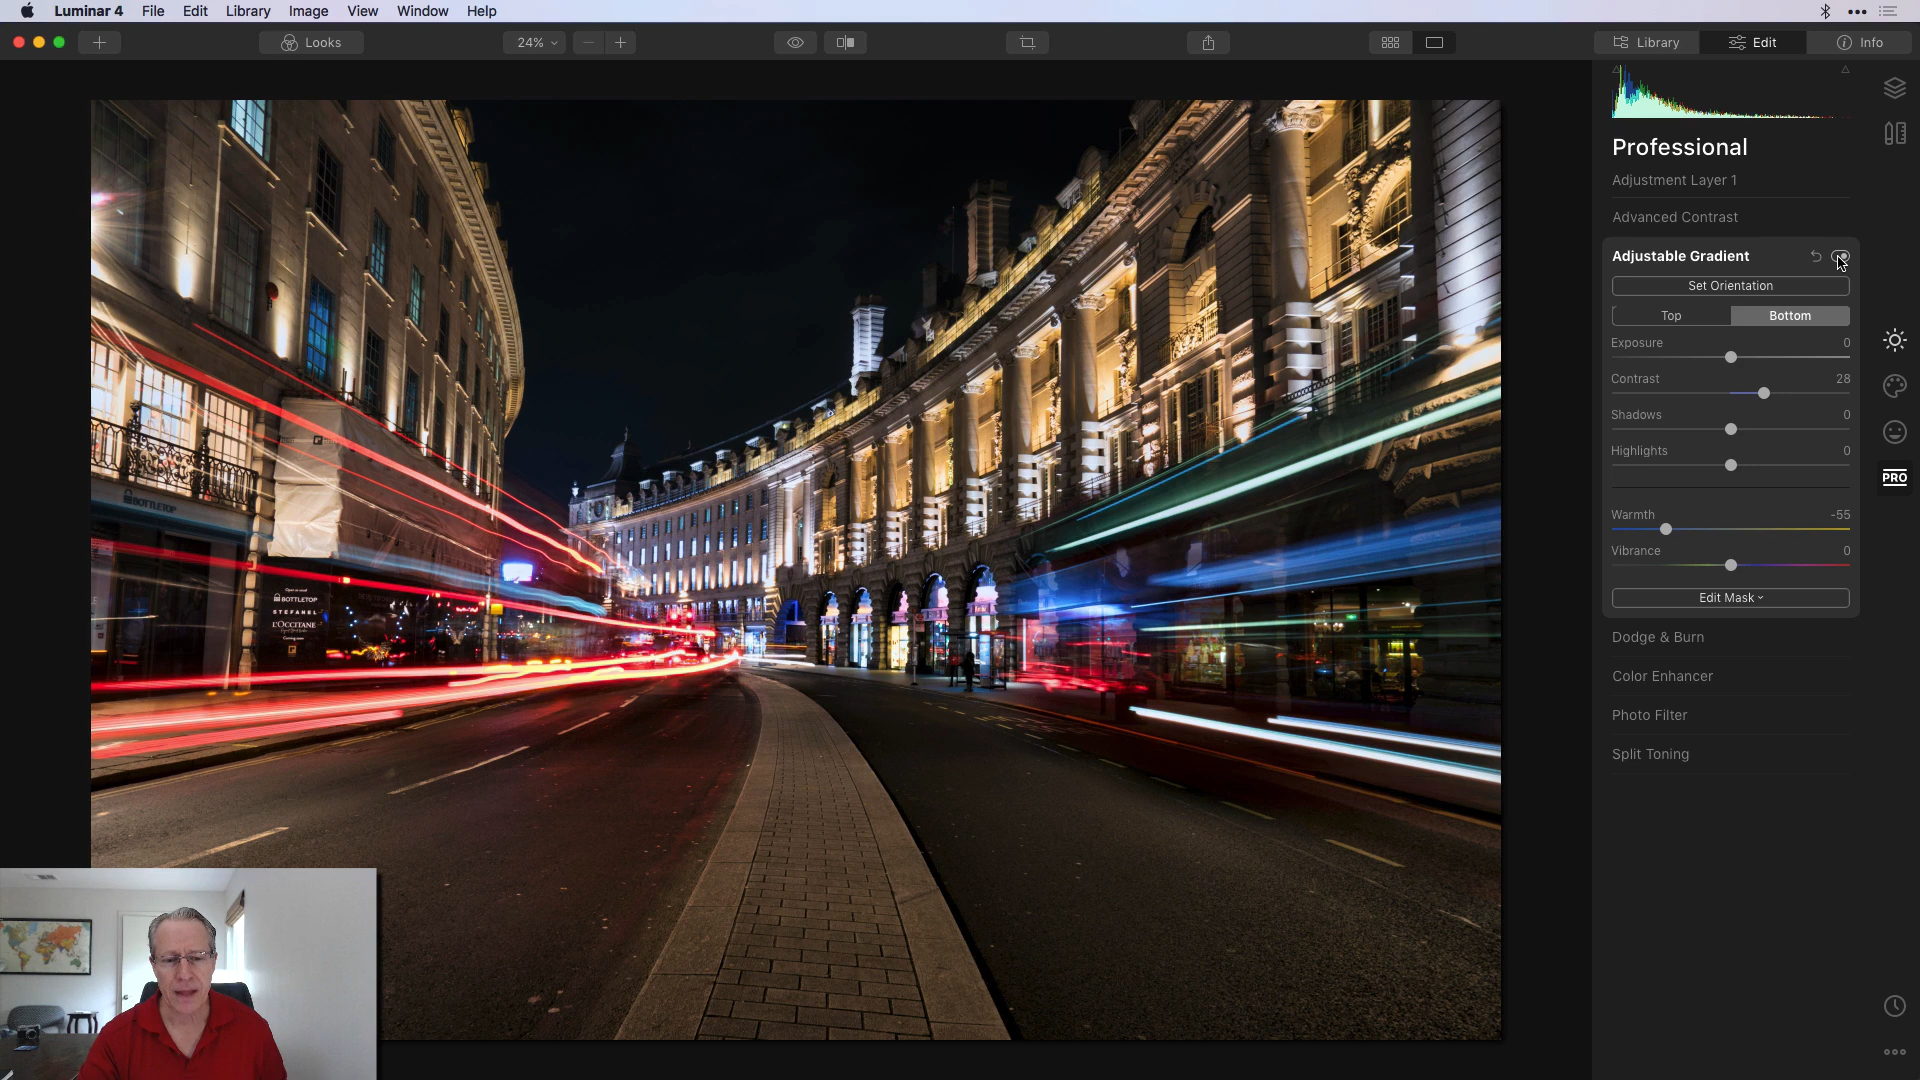 Luminar 4 File Edit Library Image View Window Help
Looks 24% Library Edit Info
Professional
Adjustment Layer 1
Advanced Contrast
Adjustable Gradient
Set Orientation
Top Bottom
Exposure 0
Contrast 28
Shadows 0
Highlights 0
PRO
Warmth -55
Vibrance 0
Edit Mask
Dodge & Burn
Color Enhancer
Photo Filter
Split Toning
BOTTLETOP
BOTTLETOP
STEFANEL
L'OCCITANE